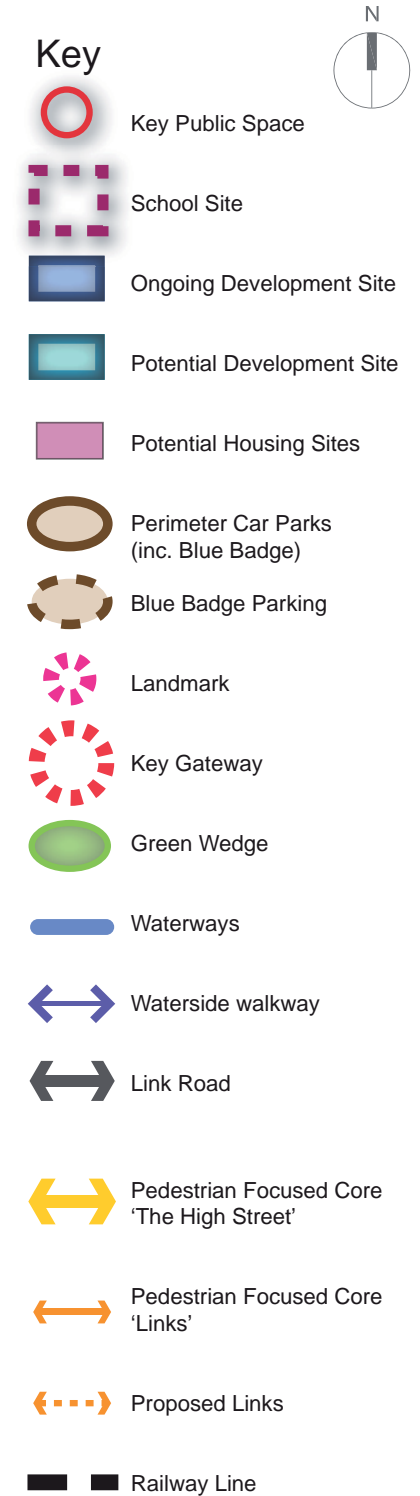 N
Key
Key Public Space
School Site
Ongoing Development Site
Potential Development Site
Potential Housing Sites
Perimeter Car Parks
(inc. Blue Badge)
Blue Badge Parking
Landmark
Key Gateway
Green Wedge
Waterways
Waterside walkway
Link Road
Pedestrian Focused Core
‘The High Street’
Pedestrian Focused Core
‘Links’
Proposed Links
Railway Line